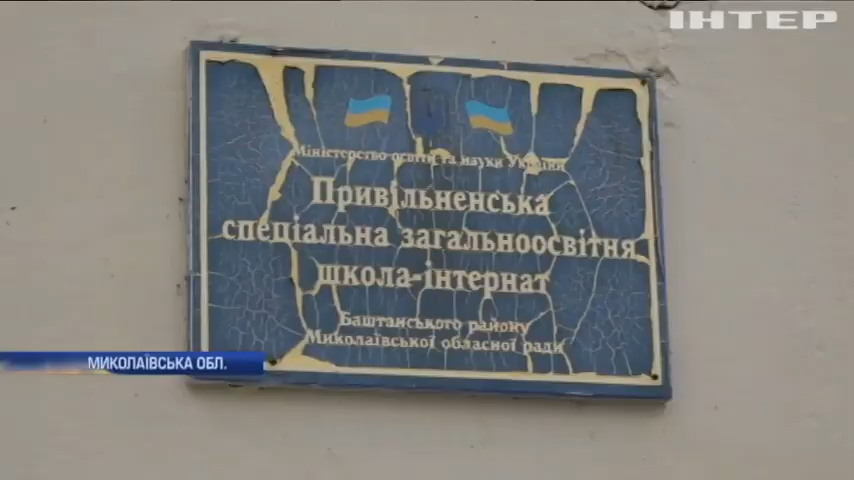 ІНТЕР
Міністерство освіти та науки України
Привільненська
спеціальна загальноосвітня
школа-інтернат
Баштанського району
Миколаївської обласної ради
МИКОЛАЇВСЬКА ОБЛ.